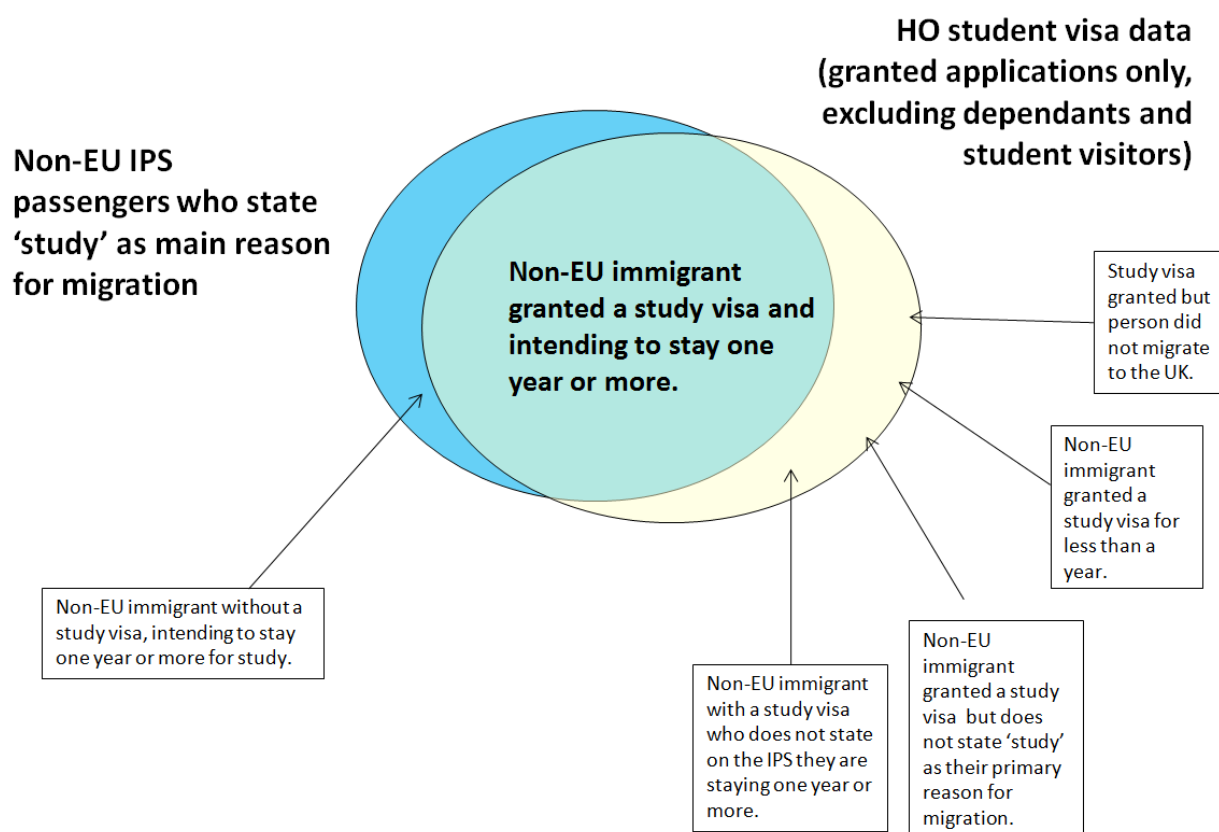 HO student visa data
(granted applications only,
excluding dependants and
student visitors)
Non-EU IPS
passengers who state
‘study’ as main reason
for migration
Non-EU immigrant
granted a study visa and
intending to stay one
year or more.
Study visa
granted but
person did
not migrate
to the UK.
Non-EU
immigrant
granted a
study visa for
less than a
year.
Non-EU immigrant without a
study visa, intending to stay
one year or more for study.
Non-EU immigrant
with a study visa
who does not state
on the IPS they are
staying one year or
more.
Non-EU
immigrant
granted a study
visa  but does
not state ‘study’
as their primary
reason for
migration.